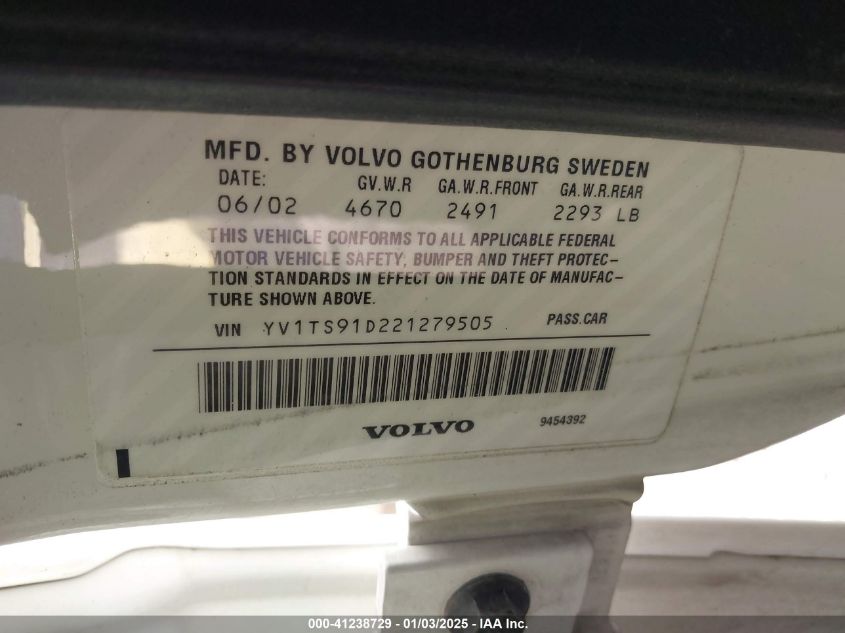 MFD. BY VOLVO GOTHENBURG SWEDEN
DATE: GV.W.R GA.W.R.FRONT GA.W.R.REAR
06/02 4670 2491 2293 LB
THIS VEHICLE CONFORMS TO ALL APPLICABLE FEDERAL
MOTOR VEHICLE SAFETY, BUMPER AND THEFT PROTEC-
TION STANDARDS IN EFFECT ON THE DATE OF MANUFAC-
TURE SHOWN ABOVE.
VIN YV1TS91D221279505 PASS.CAR
VOLVO 9454392
000-41238729 - 01/03/2025 - IAA Inc.